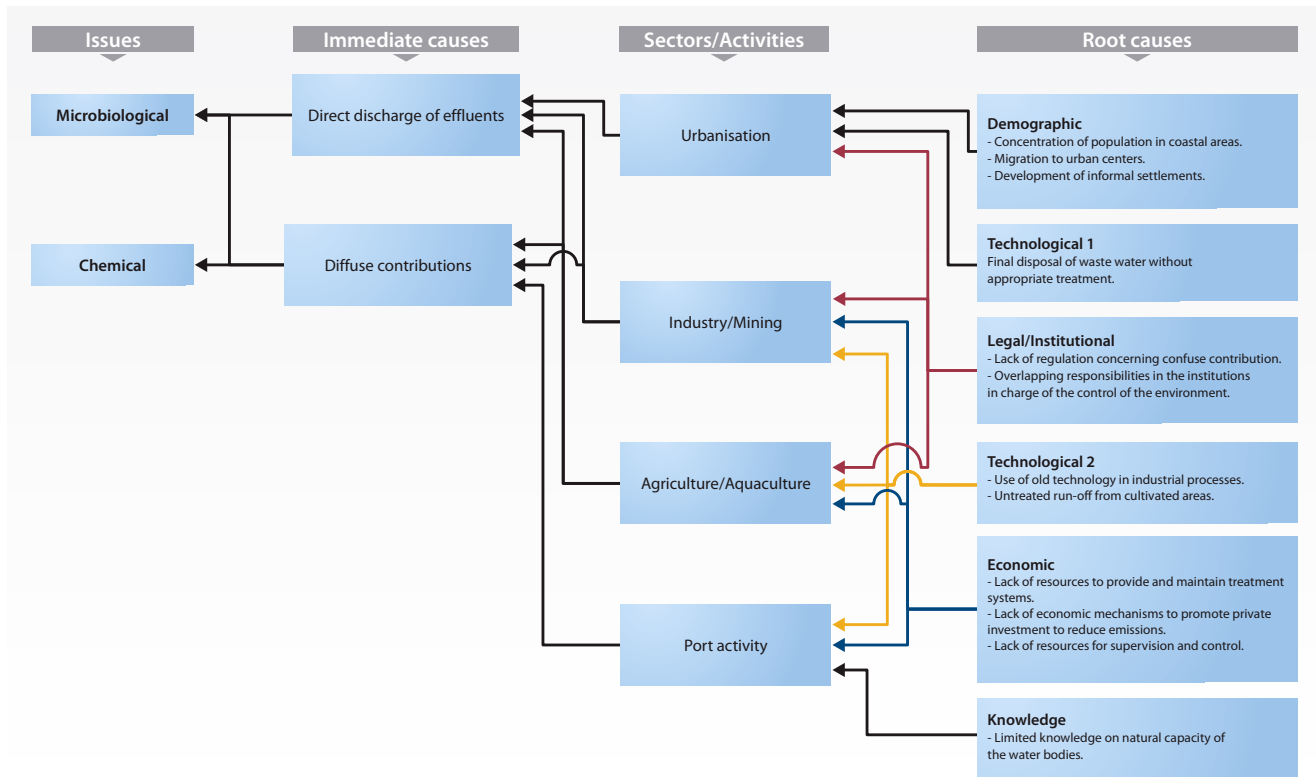 Issues
Immediate causes
Sectors/Activities
Root causes
Microbiological
Chemical
Direct discharge of effluents
Diffuse contributions
Urbanisation
Industry/Mining
Agriculture/Aquaculture
Port activity
Demographic
- Concentration of population in coastal areas.
- Migration to urban centers.
- Development of informal settlements.
Technological 1
Final disposal of waste water without
appropriate treatment.
Legal/Institutional
- Lack of regulation concerning confuse contribution.
- Overlapping responsibilities in the institutions
in charge of the control of the environment.
Technological 2
- Use of old technology in industrial processes.
- Untreated run-off from cultivated areas.
Economic
- Lack of resources to provide and maintain treatment
systems.
- Lack of economic mechanisms to promote private
investment to reduce emissions.
- Lack of resources for supervision and control.
Knowledge
- Limited knowledge on natural capacity of
the water bodies.